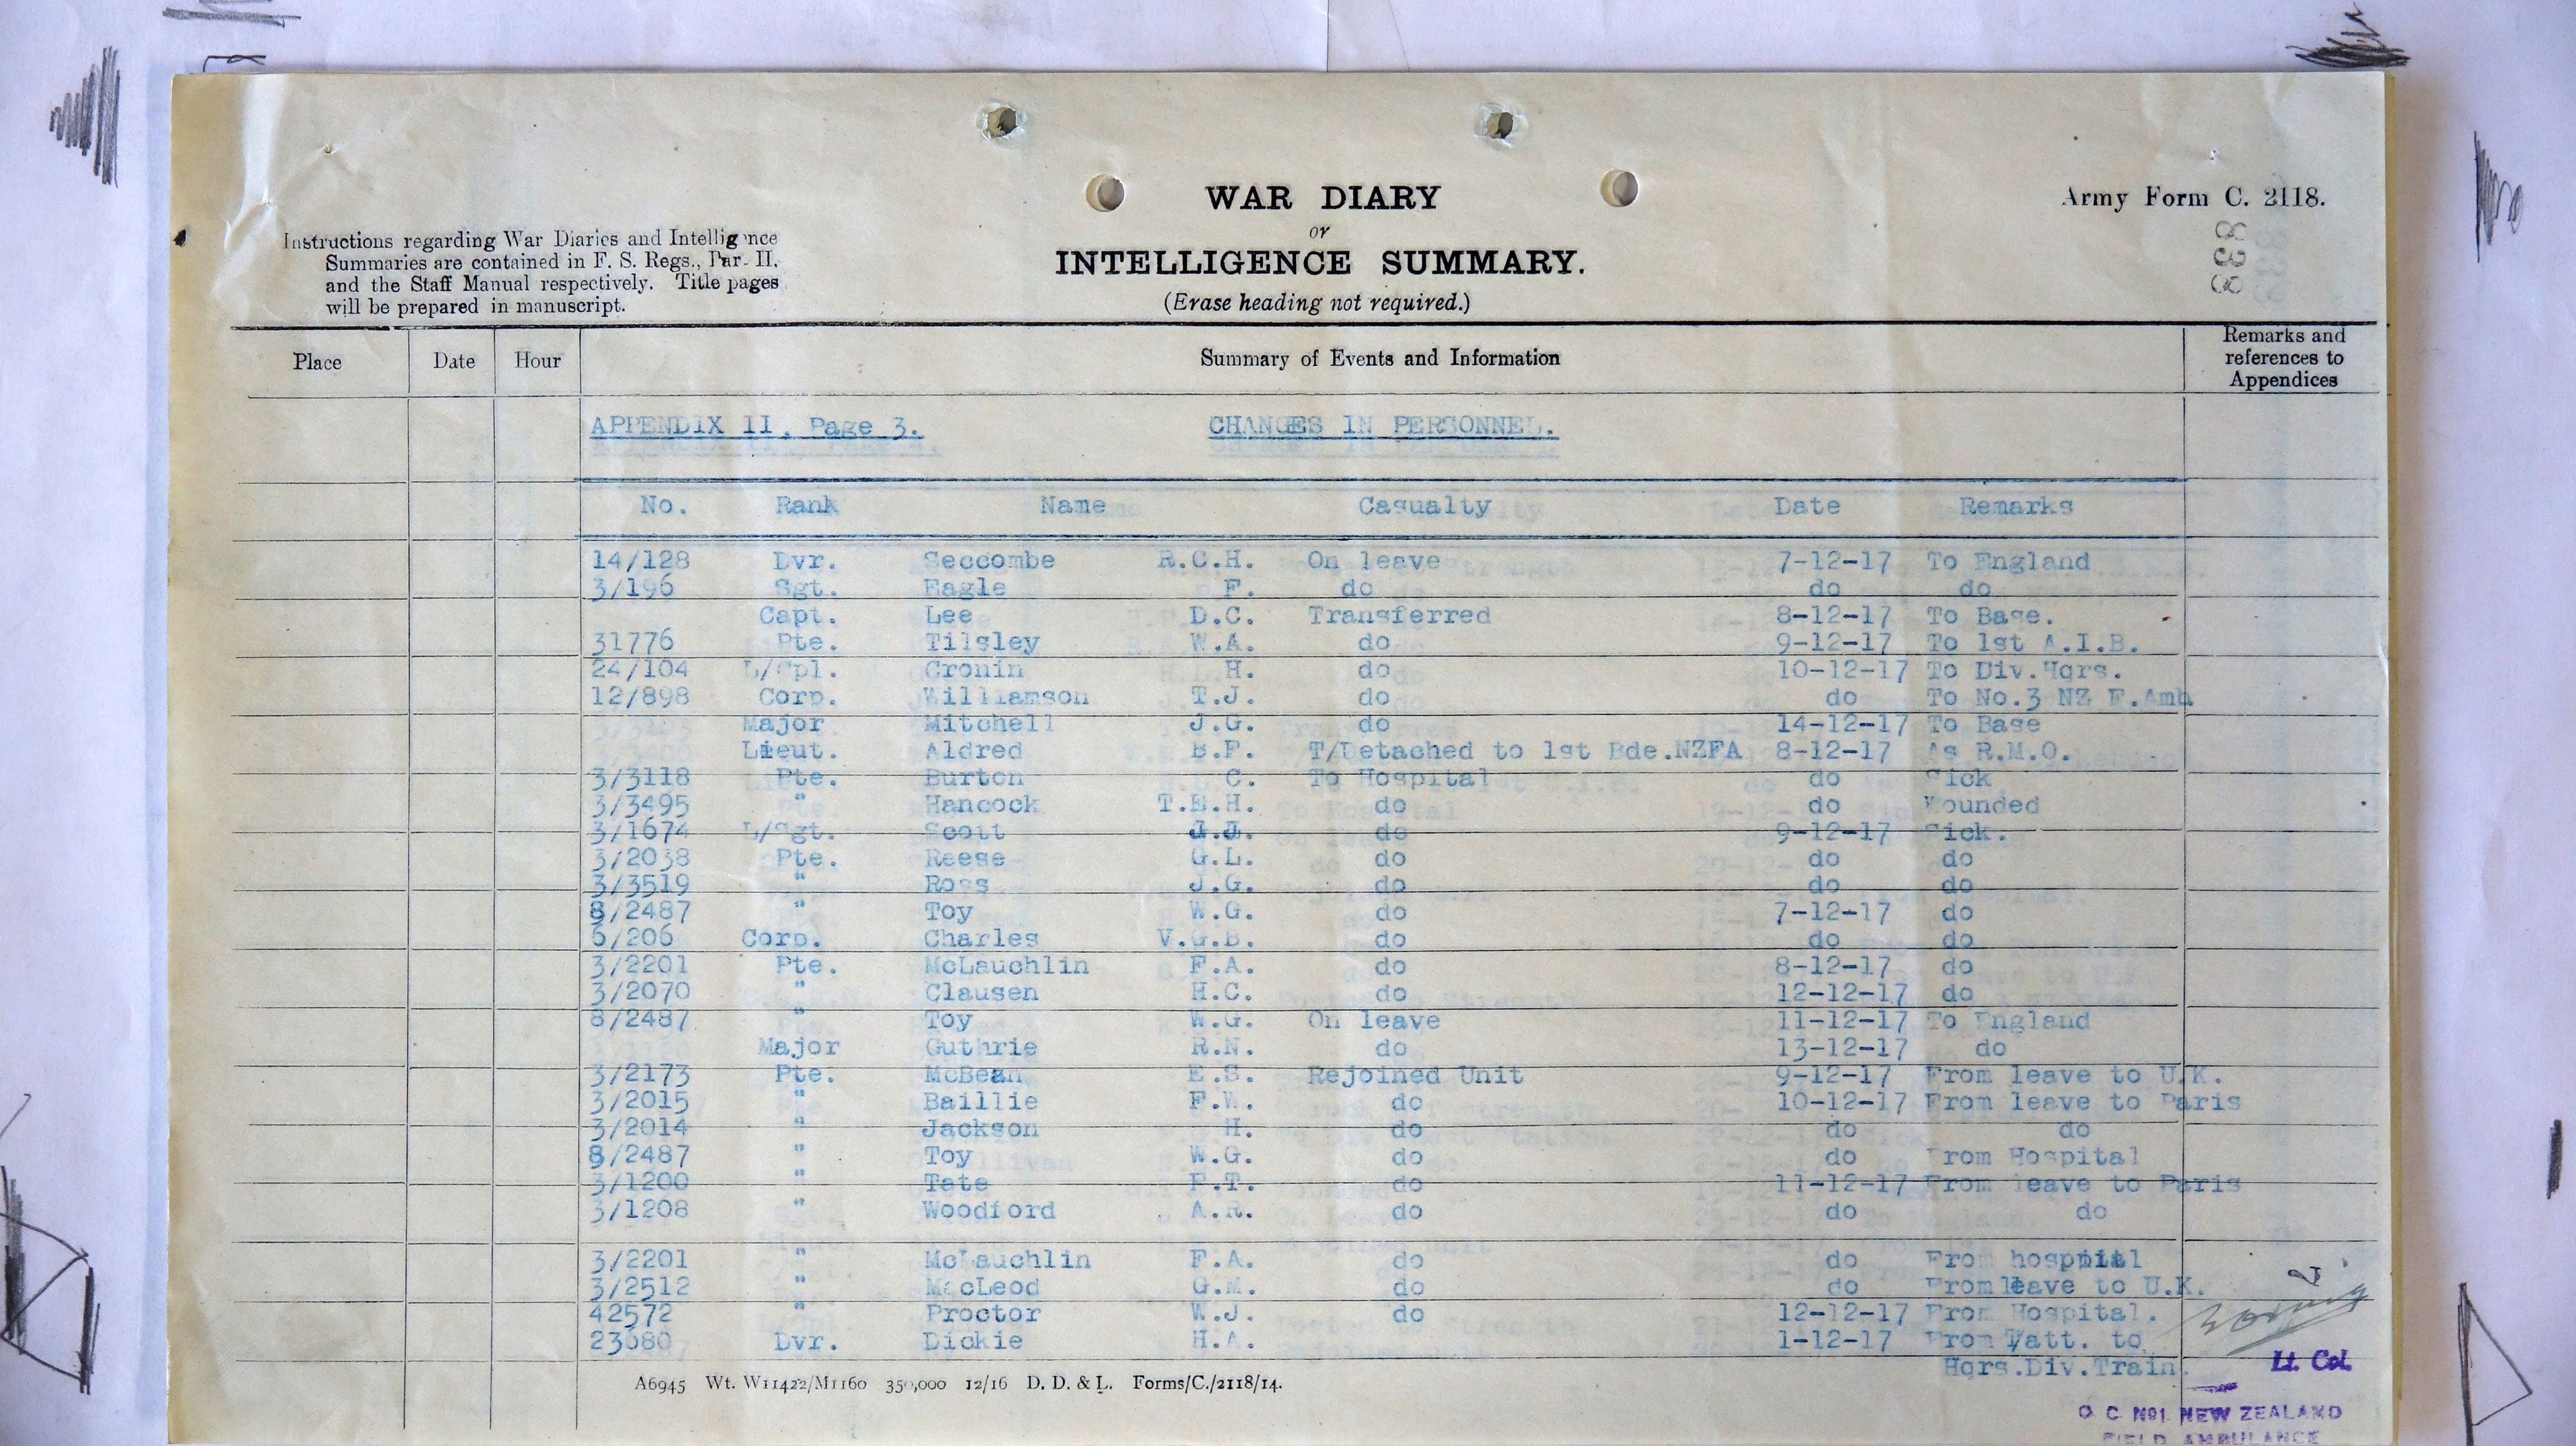 WAR DIARY
or
INTELLIGENCE SUMMARY.
(Erase heading not required.)
Army Form C. 2118.
833
Instructions regarding War Diaries and Intelligence
Summaries are contained in F. S. Regs., Par- II.
and the Staff Manual respectively. Title pages
will be prepared in manuscript.
Place Date Hour Summary of Events and Information Remarks and references to Appendices
APPENDIX II. Page 3. CHANGES IN PERSONNEL.
No. Rank Name Casualty Date Remarks
14/128 Dvr. Seccombe R.C.H. On leave 7-12-17 To England
3/196 Sgt. Eagle F. do do do
Capt. Lee D.C. Transferred 8-12-17 To Base.
31776 Pte. Tilsley W.A. do 9-12-17 To 1st A.I.B.
24/104 L/Cpl. Cronin H. do 10-12-17 To Div.Hqrs.
12/898 Corp. Williamson T.J. do do To No.3 NZ F.Amb
Major Mitchell J.G. do 14-12-17 To Base
Lieut. Aldred B.F. T/Detached to 1st Bde.NZFA 8-12-17 As R.M.O.
3/3118 Pte. Burton C. To Hospital do Sick
3/3495 " Hancock T.E.H. do do Wounded
3/1674 L/Sgt. Scott J.J. do 9-12-17 Sick.
3/2038 Pte. Reese G.L. do do do
3/3519 " Ross J.G. do do do
8/2487 " Toy W.G. do 7-12-17 do
6/206 Corp. Charles V.G.B. do do do
3/2201 Pte. McLauchlin F.A. do 8-12-17 do
3/2070 " Clausen H.C. do 12-12-17 do
8/2487 " Toy W.G. On leave 11-12-17 To England
Major Guthrie R.N. do 13-12-17 do
3/2173 Pte. McBean E.S. Rejoined Unit 9-12-17 From leave to U.K.
3/2015 " Baillie F.W. do 10-12-17 From leave to Paris
3/2014 " Jackson H. do do do
8/2487 " Toy W.G. do do From Hospital
3/1200 " Tate F.T. do 11-12-17 From leave to Paris
3/1208 " Woodford A.R. do do do
3/2201 " McLauchlin F.A. do do From hospital
3/2512 " MacLeod G.M. do do From leave to U.K.
42572 " Proctor W.J. do 12-12-17 From Hospital.
23680 Dvr. Dickie H.A. 1-12-17 From att. to
Hqrs.Div.Train.
Lt. Col.
A6945 Wt. W11422/M1160 350,000 12/16 D. D. & L. Forms/C./2118/14.
O C No1 NEW ZEALAND
FIELD AMBULANCE